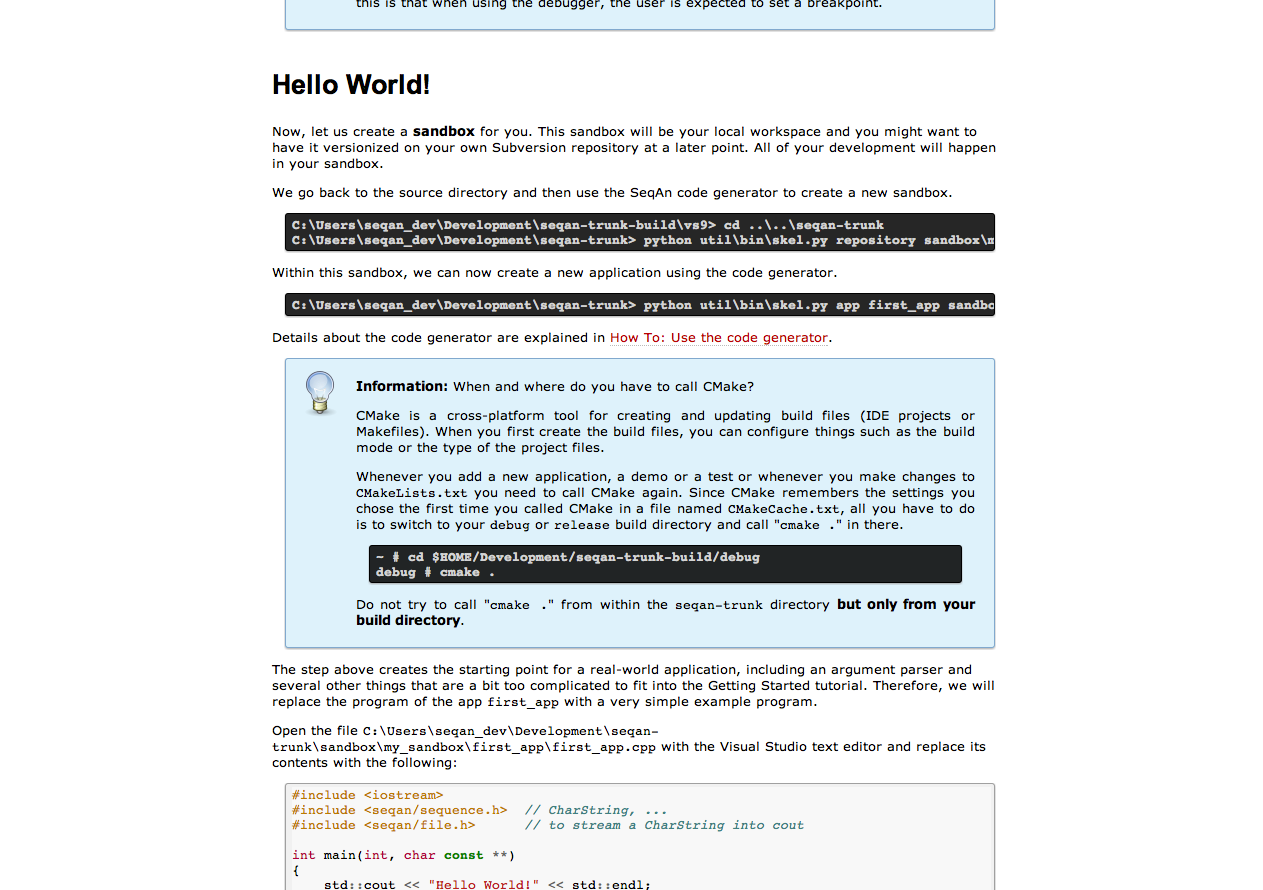 this is that when using the debugger, the user is expected to set a breakpoint.
Hello World!
Now, let us create a sandbox for you. This sandbox will be your local workspace and you might want to
have it versionized on your own Subversion repository at a later point. All of your development will happen
in your sandbox.
We go back to the source directory and then use the SeqAn code generator to create a new sandbox.
C:\Users\seqan_dev\Development\seqan-trunk-build\vs9> cd ..\..\seqan-trunk
C:\Users\seqan_dev\Development\seqan-trunk> python util\bin\skel.py repository sandbox\m
Within this sandbox, we can now create a new application using the code generator.
C:\Users\seqan_dev\Development\seqan-trunk> python util\bin\skel.py app first_app sandbo
Details about the code generator are explained in How To: Use the code generator.
Information: When and where do you have to call CMake?
CMake is a cross-platform tool for creating and updating build files (IDE projects or
Makefiles). When you first create the build files, you can configure things such as the build
mode or the type of the project files.
Whenever you add a new application, a demo or a test or whenever you make changes to
CMakeLists.txt you need to call CMake again. Since CMake remembers the settings you
chose the first time you called CMake in a file named CMakeCache.txt, all you have to do
is to switch to your debug or release build directory and call "cmake ." in there.
~ # cd $HOME/Development/seqan-trunk-build/debug
debug # cmake .
Do not try to call "cmake ." from within the seqan-trunk directory but only from your
build directory.
The step above creates the starting point for a real-world application, including an argument parser and
several other things that are a bit too complicated to fit into the Getting Started tutorial. Therefore, we will
replace the program of the app first_app with a very simple example program.
Open the file C:\Users\seqan_dev\Development\seqan-
trunk\sandbox\my_sandbox\first_app\first_app.cpp with the Visual Studio text editor and replace its
contents with the following:
#include <iostream>
#include <seqan/sequence.h>  // CharString, ...
#include <seqan/file.h>      // to stream a CharString into cout
int main(int, char const **)
{
    std::cout << "Hello World!" << std::endl;